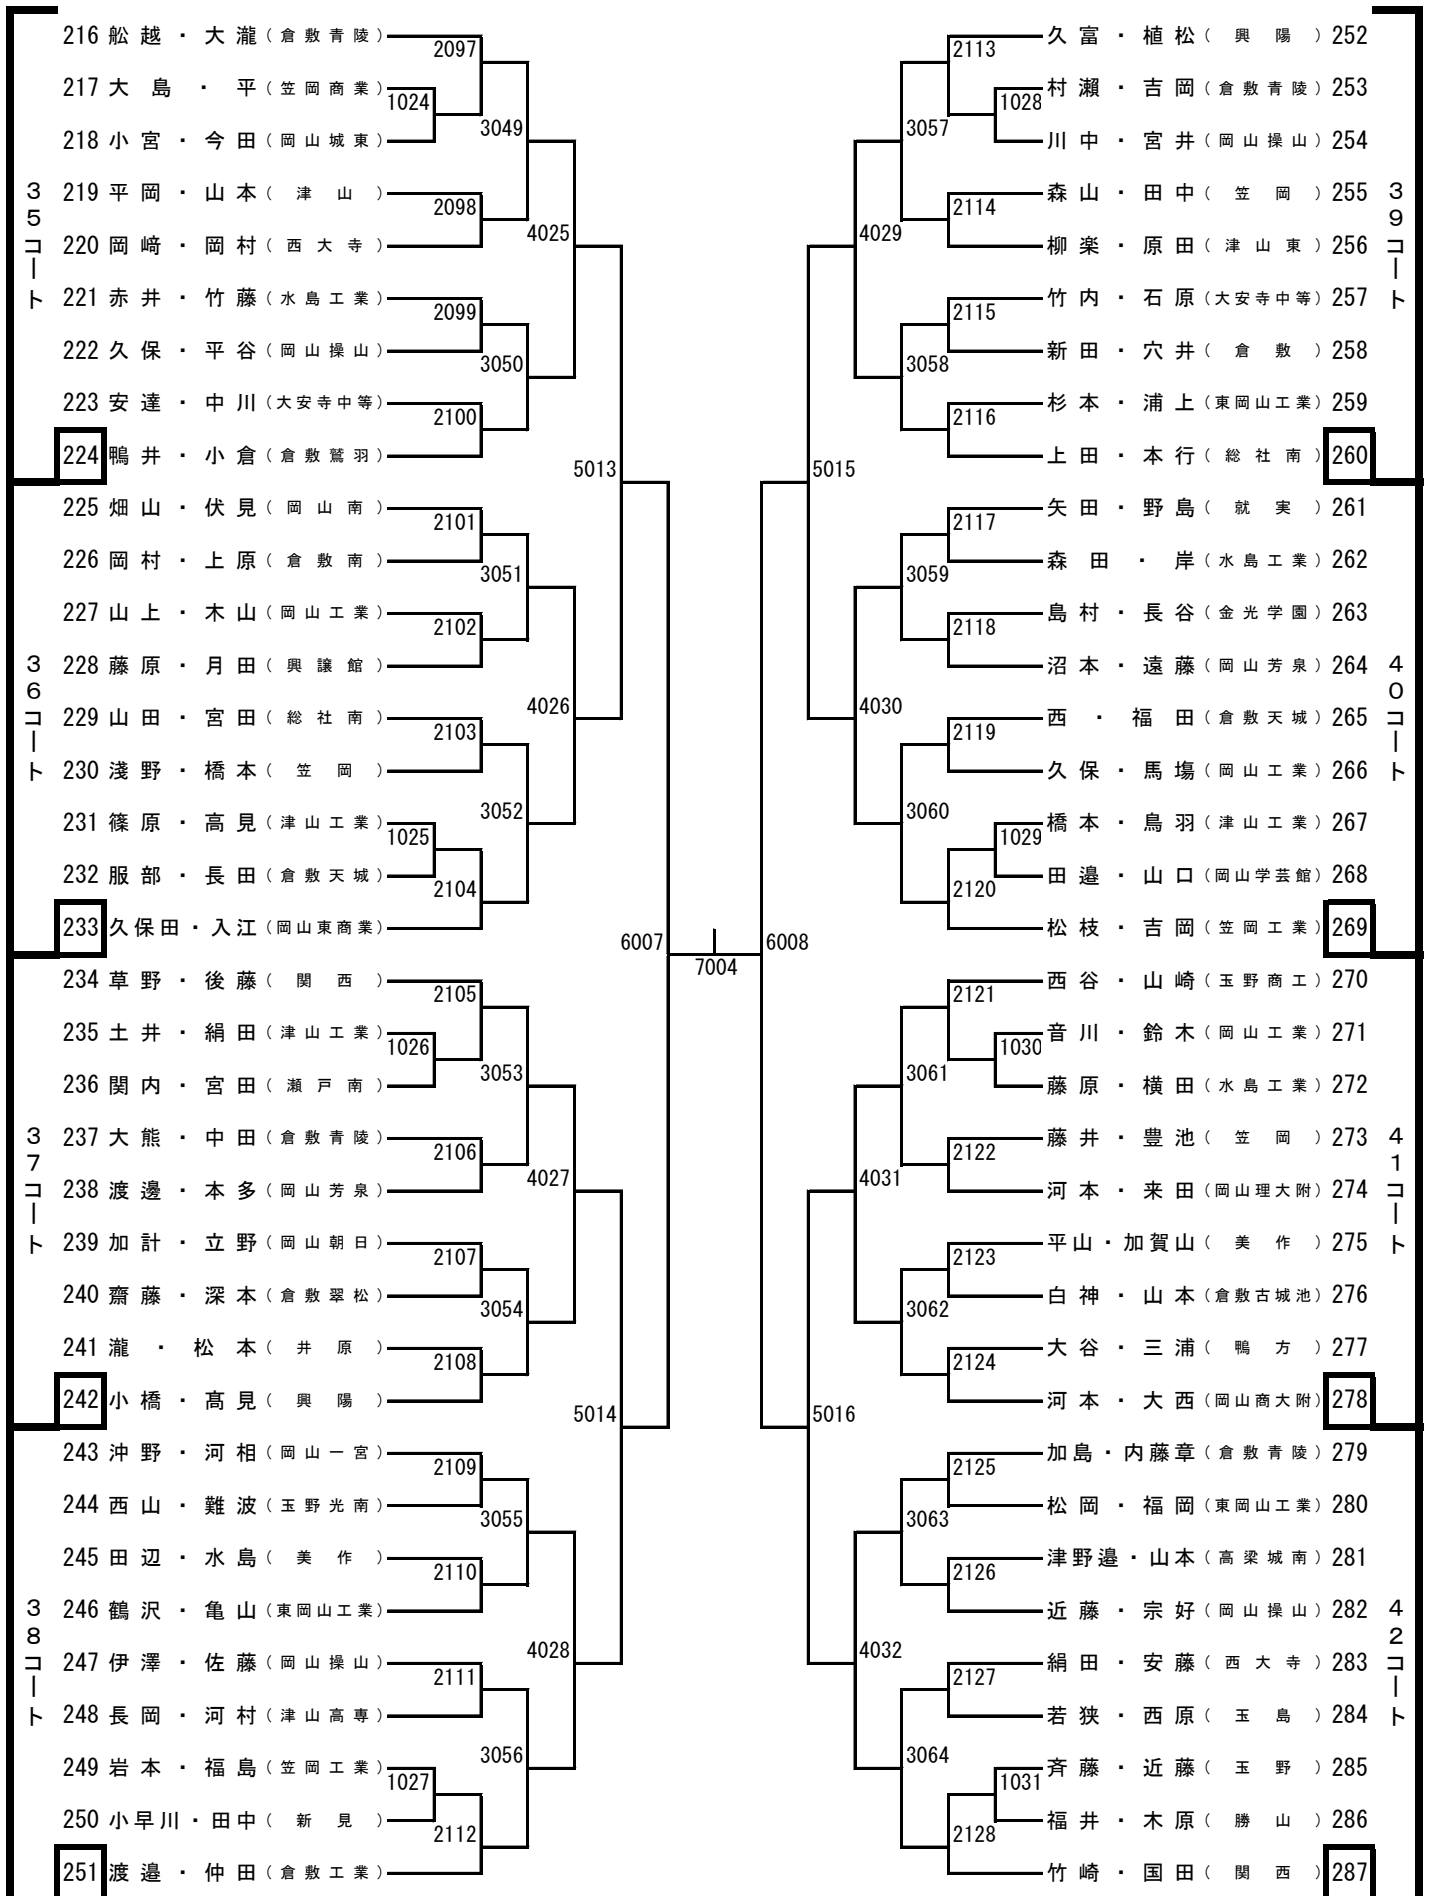 35コート
216 舩越・大瀧（倉敷青陵）
217 大島・平（笠岡商業）
218 小宮・今田（岡山城東）
219 平岡・山本（津山）
220 岡﨑・岡村（西大寺）
221 赤井・竹藤（水島工業）
222 久保・平谷（岡山操山）
223 安達・中川（大安寺中等）
224 鴨井・小倉（倉敷鷲羽）
36コート
225 畑山・伏見（岡山南）
226 岡村・上原（倉敷南）
227 山上・木山（岡山工業）
228 藤原・月田（興譲館）
229 山田・宮田（総社南）
230 淺野・橋本（笠岡）
231 篠原・高見（津山工業）
232 服部・長田（倉敷天城）
233 久保田・入江（岡山東商業）
37コート
234 草野・後藤（関西）
235 土井・絹田（津山工業）
236 関内・宮田（瀬戸南）
237 大熊・中田（倉敷青陵）
238 渡邊・本多（岡山芳泉）
239 加計・立野（岡山朝日）
240 齋藤・深本（倉敷翠松）
241 瀧・松本（井原）
242 小橋・髙見（興陽）
38コート
243 沖野・河相（岡山一宮）
244 西山・難波（玉野光南）
245 田辺・水島（美作）
246 鶴沢・亀山（東岡山工業）
247 伊澤・佐藤（岡山操山）
248 長岡・河村（津山高専）
249 岩本・福島（笠岡工業）
250 小早川・田中（新見）
251 渡邉・仲田（倉敷工業）
1024
1025
1026
1027
2097
2098
2099
2100
2101
2102
2103
2104
2105
2106
2107
2108
2109
2110
2111
2112
3049
3050
3051
3052
3053
3054
3055
3056
4025
4026
4027
4028
5013
5014
6007
7004
6008
5015
5016
4029
4030
4031
4032
3057
3058
3059
3060
3061
3062
3063
3064
2113
2114
2115
2116
2117
2118
2119
2120
2121
2122
2123
2124
2125
2126
2127
2128
1028
1029
1030
1031
39コート
久富・植松（興陽）252
村瀬・吉岡（倉敷青陵）253
川中・宮井（岡山操山）254
森山・田中（笠岡）255
柳楽・原田（津山東）256
竹内・石原（大安寺中等）257
新田・穴井（倉敷）258
杉本・浦上（東岡山工業）259
上田・本行（総社南）260
40コート
矢田・野島（就実）261
森田・岸（水島工業）262
島村・長谷（金光学園）263
沼本・遠藤（岡山芳泉）264
西・福田（倉敷天城）265
久保・馬塲（岡山工業）266
橋本・鳥羽（津山工業）267
田邉・山口（岡山学芸館）268
松枝・吉岡（笠岡工業）269
41コート
西谷・山崎（玉野商工）270
音川・鈴木（岡山工業）271
藤原・横田（水島工業）272
藤井・豊池（笠岡）273
河本・来田（岡山理大附）274
平山・加賀山（美作）275
白神・山本（倉敷古城池）276
大谷・三浦（鴨方）277
河本・大西（岡山商大附）278
42コート
加島・内藤章（倉敷青陵）279
松岡・福岡（東岡山工業）280
津野邉・山本（高梁城南）281
近藤・宗好（岡山操山）282
絹田・安藤（西大寺）283
若狭・西原（玉島）284
斉藤・近藤（玉野）285
福井・木原（勝山）286
竹崎・国田（関西）287